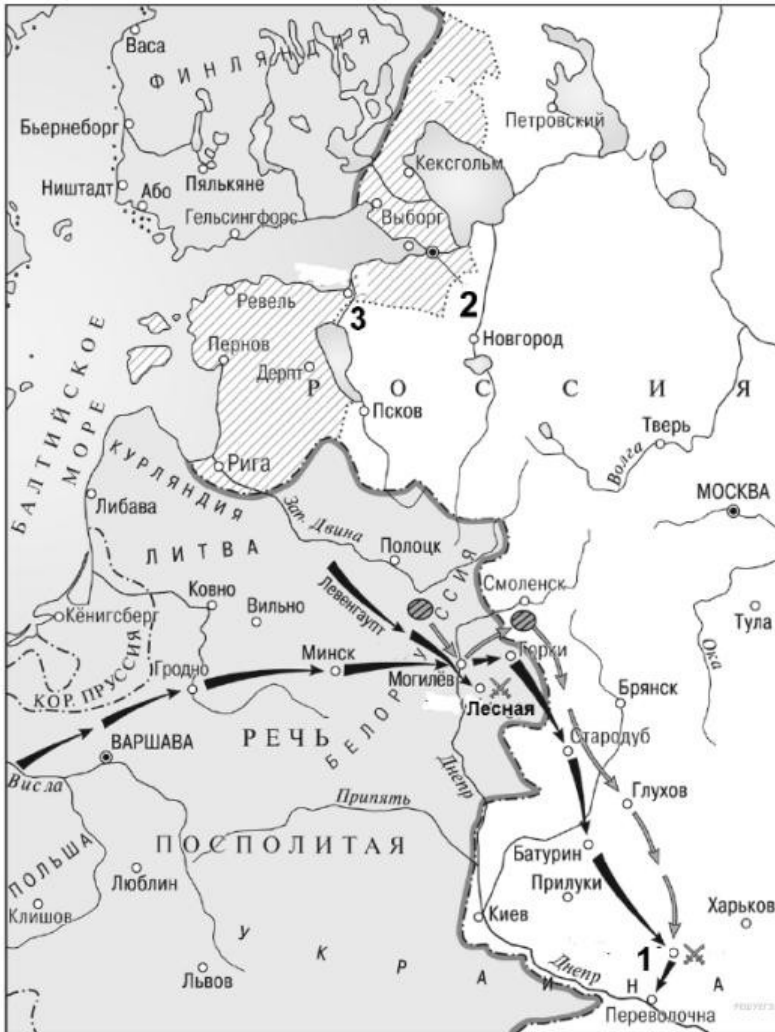 Васа
ФИНЛЯНДИЯ
Петровский
Бьернеборг
Кексгольм
Пялькяне
Ништадт
Або
Выборг
Гельсингфорс
2
Ревель
3
Новгород
Пернов
Дерпт
РОССИЯ
Псков
БАЛТИЙСКОЕ
МОРЕ
Тверь
Рига
Волга
КУРЛЯНДИЯ
МОСКВА
Либава
Зап. Двина
Полоцк
ЛИТВА
Смоленск
Ковно
Левенгаупт
Вильно
Кёнигсберг
Тула
Минск
Горки
Ока
КОР. ПРУССИЯ
Гродно
Могилёв
Брянск
БЕЛОРУССИЯ
Лесная
РЕЧЬ
ВАРШАВА
Стародуб
Висла
Днепр
Припять
Глухов
ПОСПОЛИТАЯ
Батурин
ПОЛЬША
Люблин
Прилуки
Клишов
Киев
Харьков
УКРАИНА
1
Львов
Днепр
Переволочна